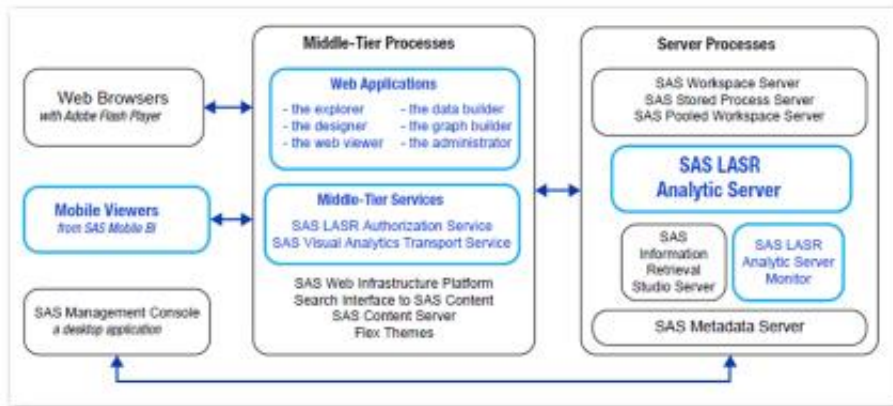 Web Browsers
with Adobe Flash Player
Mobile Viewers
from SAS Mobile BI
SAS Management Console
a desktop application
Middle-Tier Processes
Web Applications
- the explorer
- the designer
- the web viewer
- the data builder
- the graph builder
- the administrator
Middle-Tier Services
SAS LASR Authorization Service
SAS Visual Analytics Transport Service
SAS Web Infrastructure Platform
Search Interface to SAS Content
SAS Content Server
Flex Themes
Server Processes
SAS Workspace Server
SAS Stored Process Server
SAS Pooled Workspace Server
SAS LASR
Analytic Server
SAS
Information
Retrieval
Studio Server
SAS LASR
Analytic Server
Monitor
SAS Metadata Server